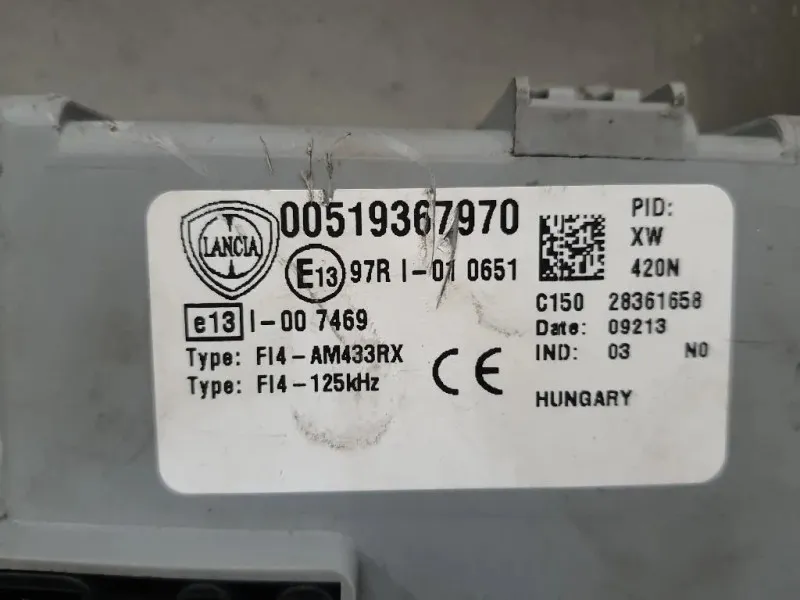 LANCIA
00519367970
E13 97R I-01 0651
e13 I-00 7469
Type: FI4-AM433RX
Type: FI4-125kHz
CE
PID:
XW
420N
C150 28361658
Date: 09213
IND: 03 N0
HUNGARY